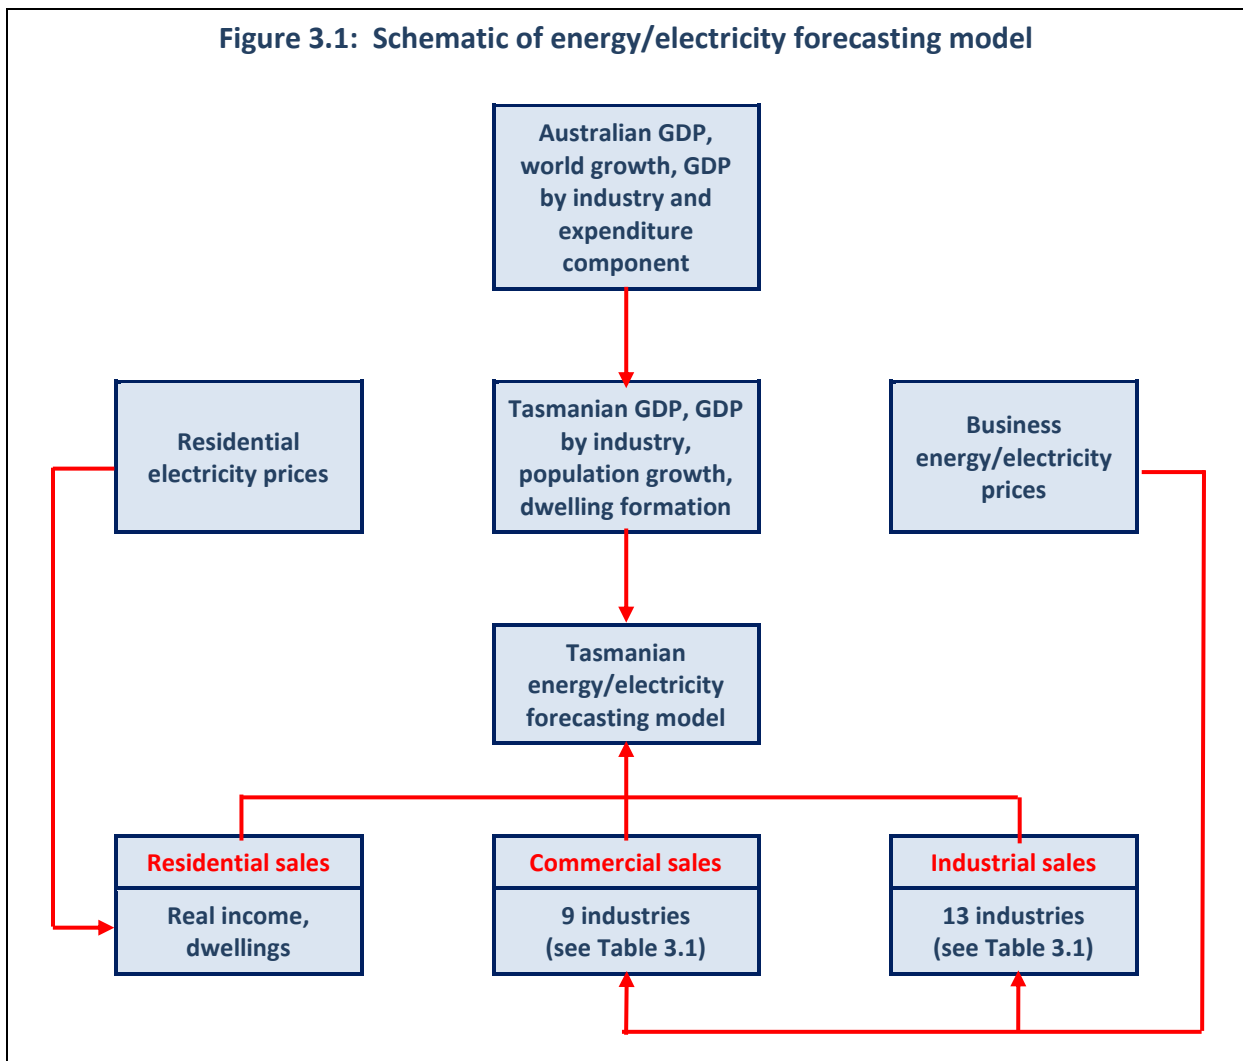 Figure 3.1: Schematic of energy/electricity forecasting model
Australian GDP,
world growth, GDP
by industry and
expenditure
component
Residential
electricity prices
Tasmanian GDP, GDP
by industry,
population growth,
dwelling formation
Business
energy/electricity
prices
Tasmanian
energy/electricity
forecasting model
Residential sales
Real income,
dwellings
Commercial sales
9 industries
(see Table 3.1)
Industrial sales
13 industries
(see Table 3.1)